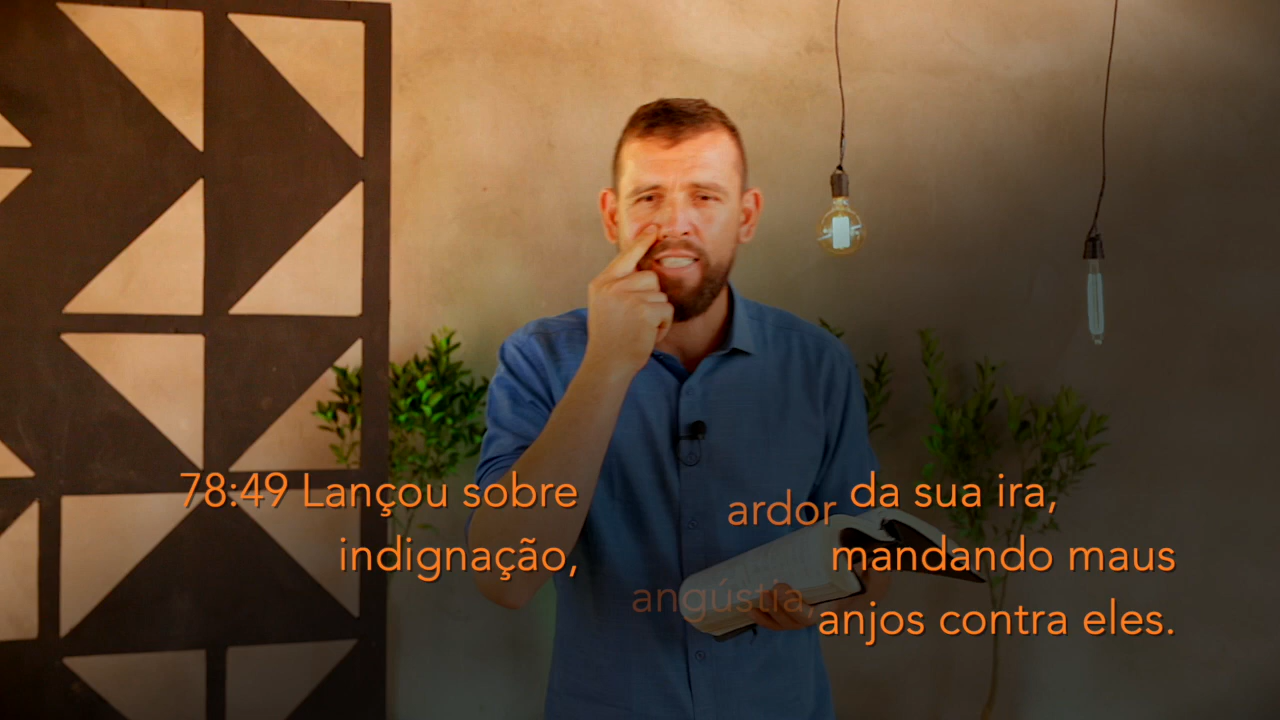 78:49 Lançou sobre
indignação,
angústia,
ardor
da sua ira,
mandando maus
anjos contra eles.